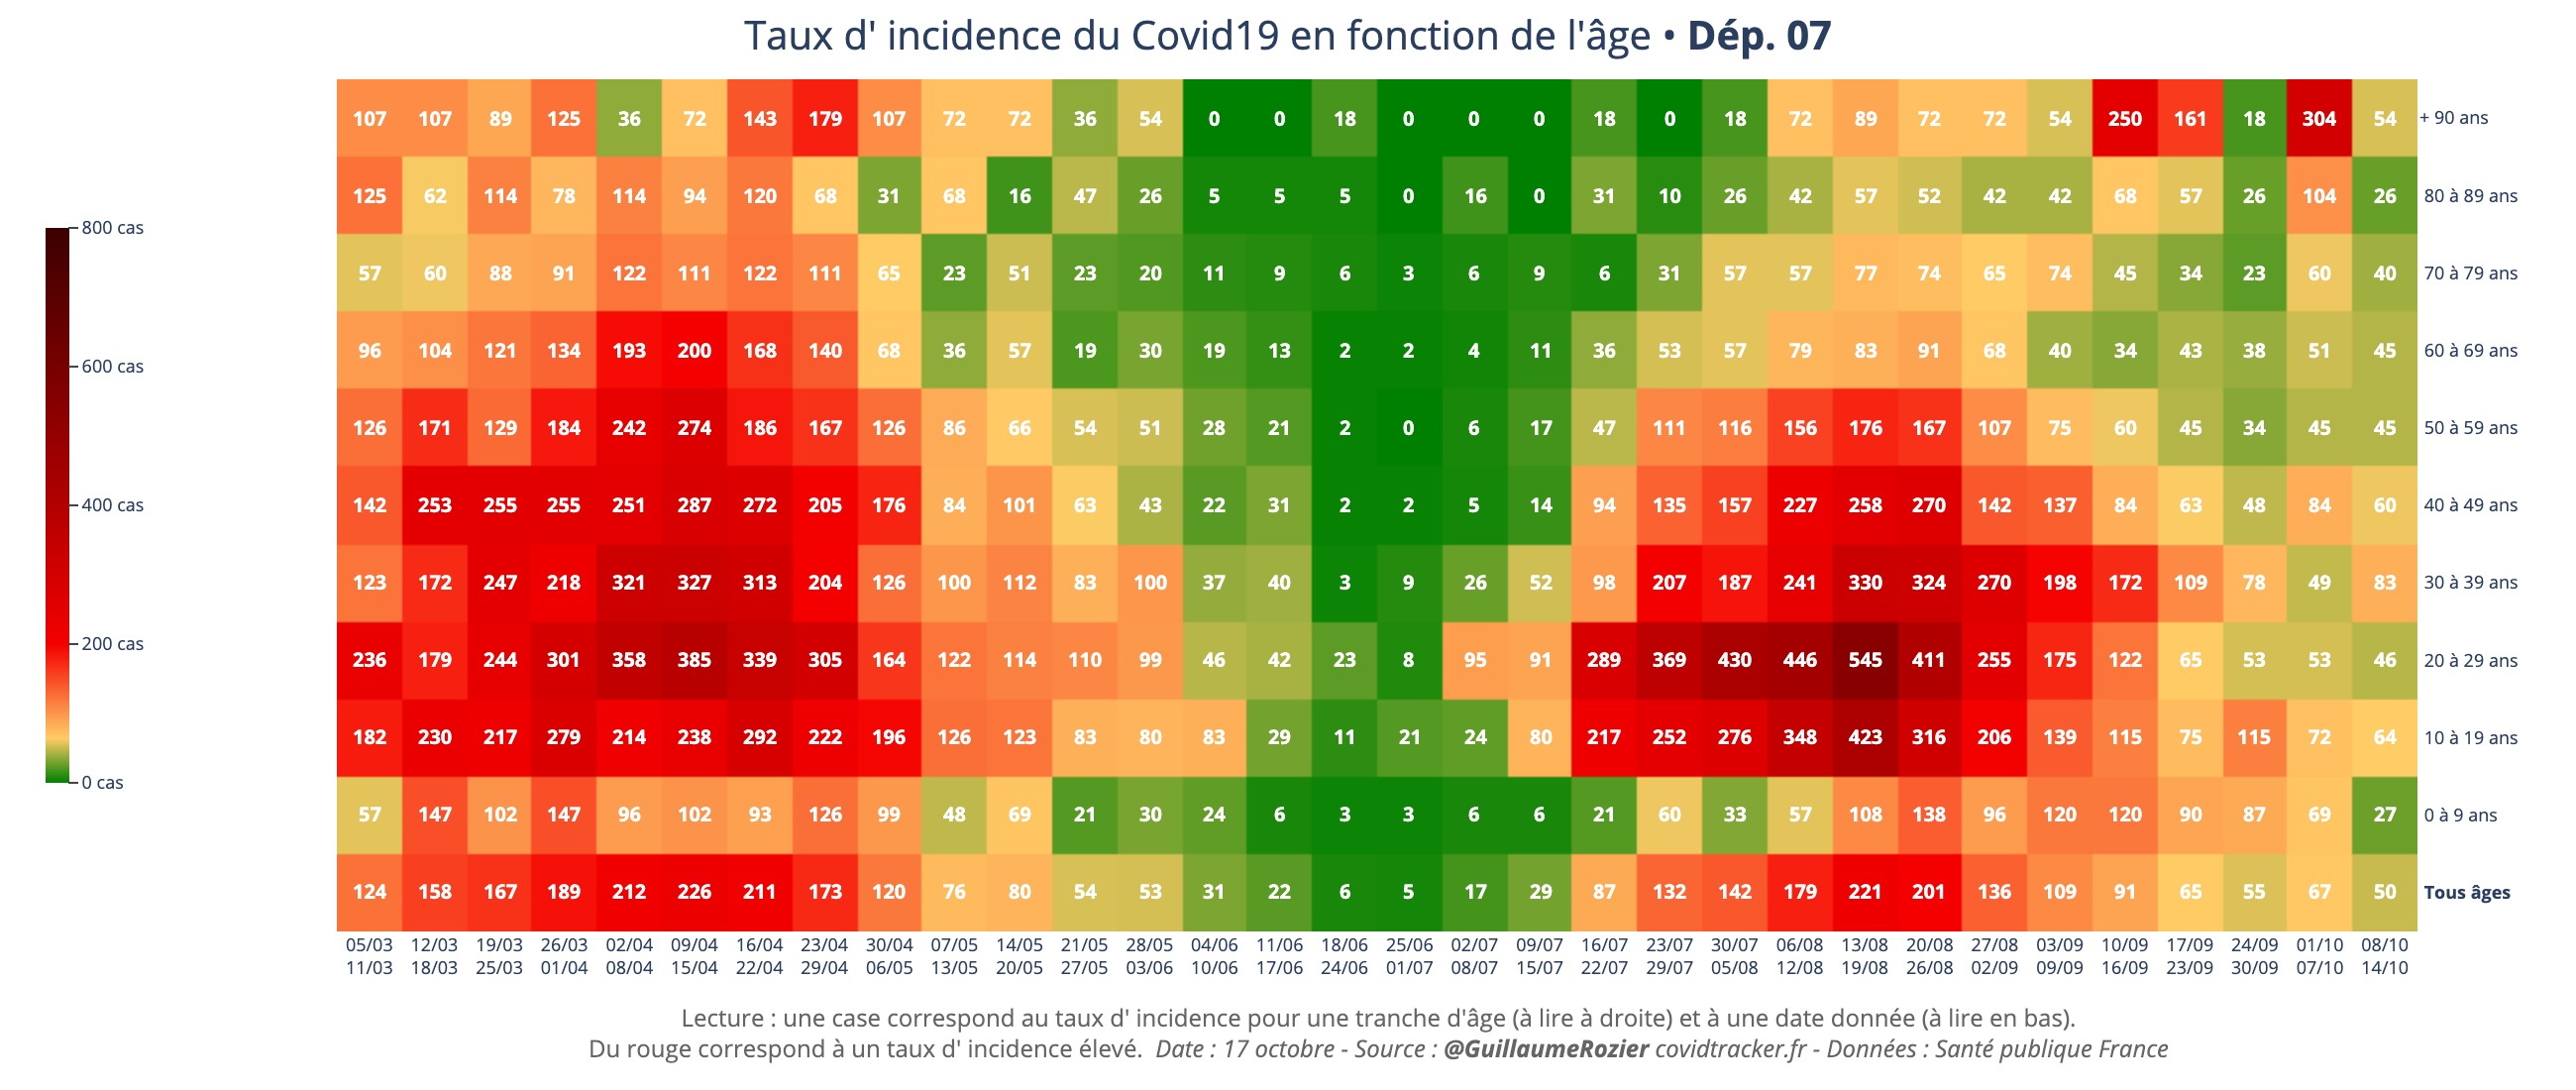 Taux d' incidence du Covid19 en fonction de l'âge • Dép. 07
800 cas
600 cas
400 cas
200 cas
0 cas
107 107 89 125 36 72 143 179 107 72 72 36 54 0 0 18 0 0 0 18 0 18 72 89 72 72 54 250 161 18 304 54 + 90 ans
125 62 114 78 114 94 120 68 31 68 16 47 26 5 5 5 0 16 0 31 10 26 42 57 52 42 42 68 57 26 104 26 80 à 89 ans
57 60 88 91 122 111 122 111 65 23 51 23 20 11 9 6 3 6 9 6 31 57 57 77 74 65 74 45 34 23 60 40 70 à 79 ans
96 104 121 134 193 200 168 140 68 36 57 19 30 19 13 2 2 4 11 36 53 57 79 83 91 68 40 34 43 38 51 45 60 à 69 ans
126 171 129 184 242 274 186 167 126 86 66 54 51 28 21 2 0 6 17 47 111 116 156 176 167 107 75 60 45 34 45 45 50 à 59 ans
142 253 255 255 251 287 272 205 176 84 101 63 43 22 31 2 2 5 14 94 135 157 227 258 270 142 137 84 63 48 84 60 40 à 49 ans
123 172 247 218 321 327 313 204 126 100 112 83 100 37 40 3 9 26 52 98 207 187 241 330 324 270 198 172 109 78 49 83 30 à 39 ans
236 179 244 301 358 385 339 305 164 122 114 110 99 46 42 23 8 95 91 289 369 430 446 545 411 255 175 122 65 53 53 46 20 à 29 ans
182 230 217 279 214 238 292 222 196 126 123 83 80 83 29 11 21 24 80 217 252 276 348 423 316 206 139 115 75 115 72 64 10 à 19 ans
57 147 102 147 96 102 93 126 99 48 69 21 30 24 6 3 3 6 6 21 60 33 57 108 138 96 120 120 90 87 69 27 0 à 9 ans
124 158 167 189 212 226 211 173 120 76 80 54 53 31 22 6 5 17 29 87 132 142 179 221 201 136 109 91 65 55 67 50 Tous âges
05/03 12/03 19/03 26/03 02/04 09/04 16/04 23/04 30/04 07/05 14/05 21/05 28/05 04/06 11/06 18/06 25/06 02/07 09/07 16/07 23/07 30/07 06/08 13/08 20/08 27/08 03/09 10/09 17/09 24/09 01/10 08/10
11/03 18/03 25/03 01/04 08/04 15/04 22/04 29/04 06/05 13/05 20/05 27/05 03/06 10/06 17/06 24/06 01/07 08/07 15/07 22/07 29/07 05/08 12/08 19/08 26/08 02/09 09/09 16/09 23/09 30/09 07/10 14/10
Lecture : une case correspond au taux d' incidence pour une tranche d'âge (à lire à droite) et à une date donnée (à lire en bas).
Du rouge correspond à un taux d' incidence élevé. Date : 17 octobre - Source : @GuillaumeRozier covidtracker.fr - Données : Santé publique France